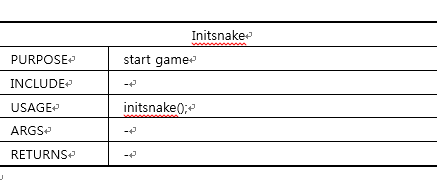 Initsnake
PURPOSE start game
INCLUDE -
USAGE initsnake();
ARGS -
RETURNS -